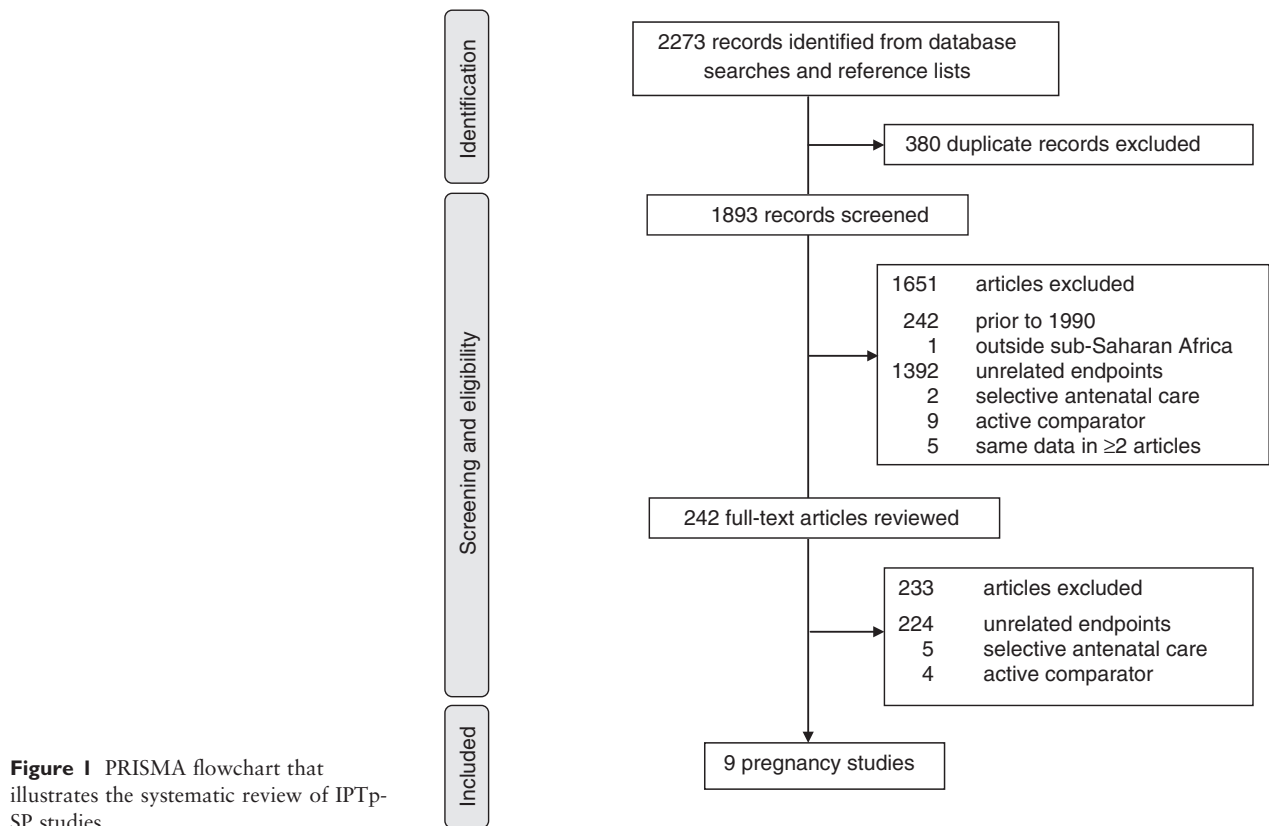 Identification
2273 records identified from database
searches and reference lists
380 duplicate records excluded
Screening and eligibility
1893 records screened
1651 articles excluded
242 prior to 1990
1 outside sub-Saharan Africa
1392 unrelated endpoints
2 selective antenatal care
9 active comparator
5 same data in ≥2 articles
242 full-text articles reviewed
233 articles excluded
224 unrelated endpoints
5 selective antenatal care
4 active comparator
Included
9 pregnancy studies
Figure 1 PRISMA flowchart that
illustrates the systematic review of IPTp-
SP studies